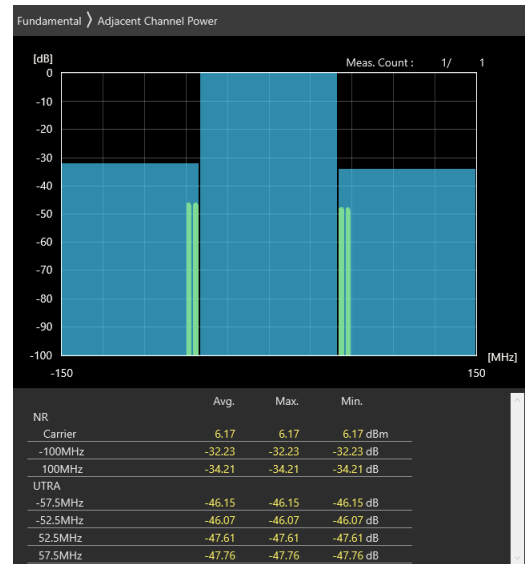 Fundamental 〉 Adjacent Channel Power
[dB]
Meas. Count : 1/ 1
0
-10
-20
-30
-40
-50
-60
-70
-80
-90
-100
[MHz]
-150 150
Avg. Max. Min.
NR
Carrier 6.17 6.17 6.17 dBm
-100MHz -32.23 -32.23 -32.23 dB
100MHz -34.21 -34.21 -34.21 dB
UTRA
-57.5MHz -46.15 -46.15 -46.15 dB
-52.5MHz -46.07 -46.07 -46.07 dB
52.5MHz -47.61 -47.61 -47.61 dB
57.5MHz -47.76 -47.76 -47.76 dB